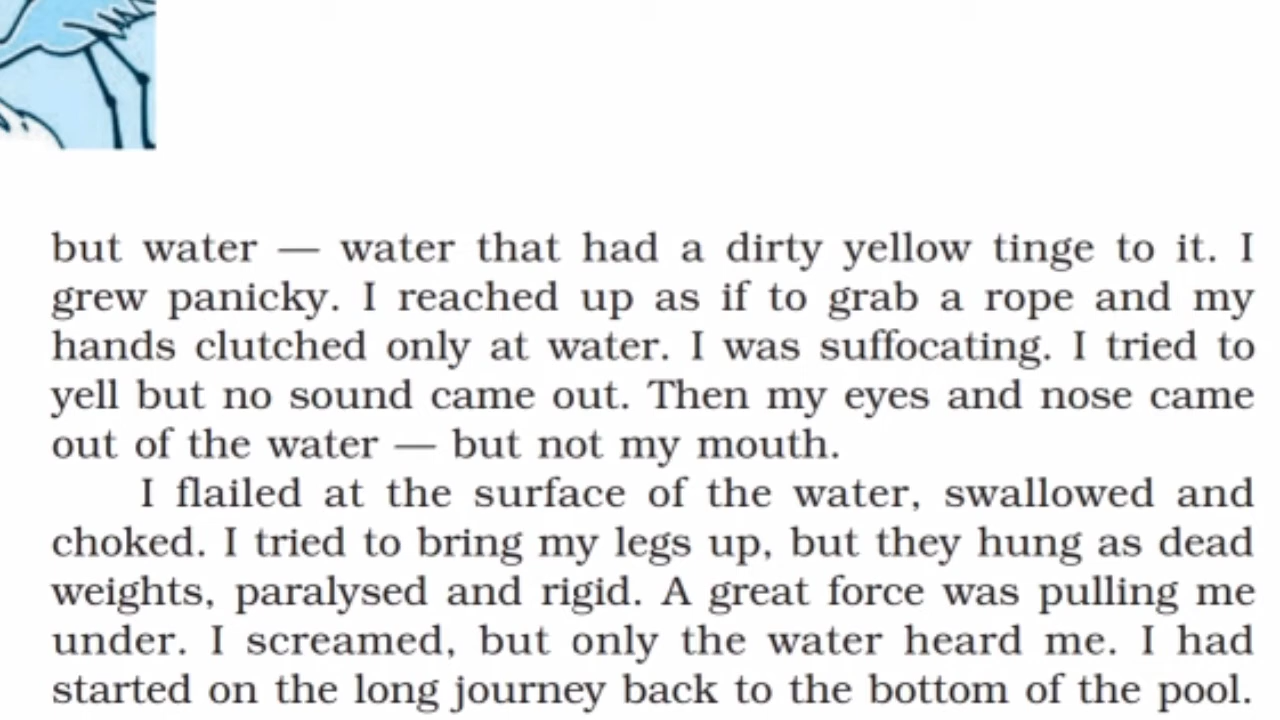 but water — water that had a dirty yellow tinge to it. I
grew panicky. I reached up as if to grab a rope and my
hands clutched only at water. I was suffocating. I tried to
yell but no sound came out. Then my eyes and nose came
out of the water — but not my mouth.
I flailed at the surface of the water, swallowed and
choked. I tried to bring my legs up, but they hung as dead
weights, paralysed and rigid. A great force was pulling me
under. I screamed, but only the water heard me. I had
started on the long journey back to the bottom of the pool.